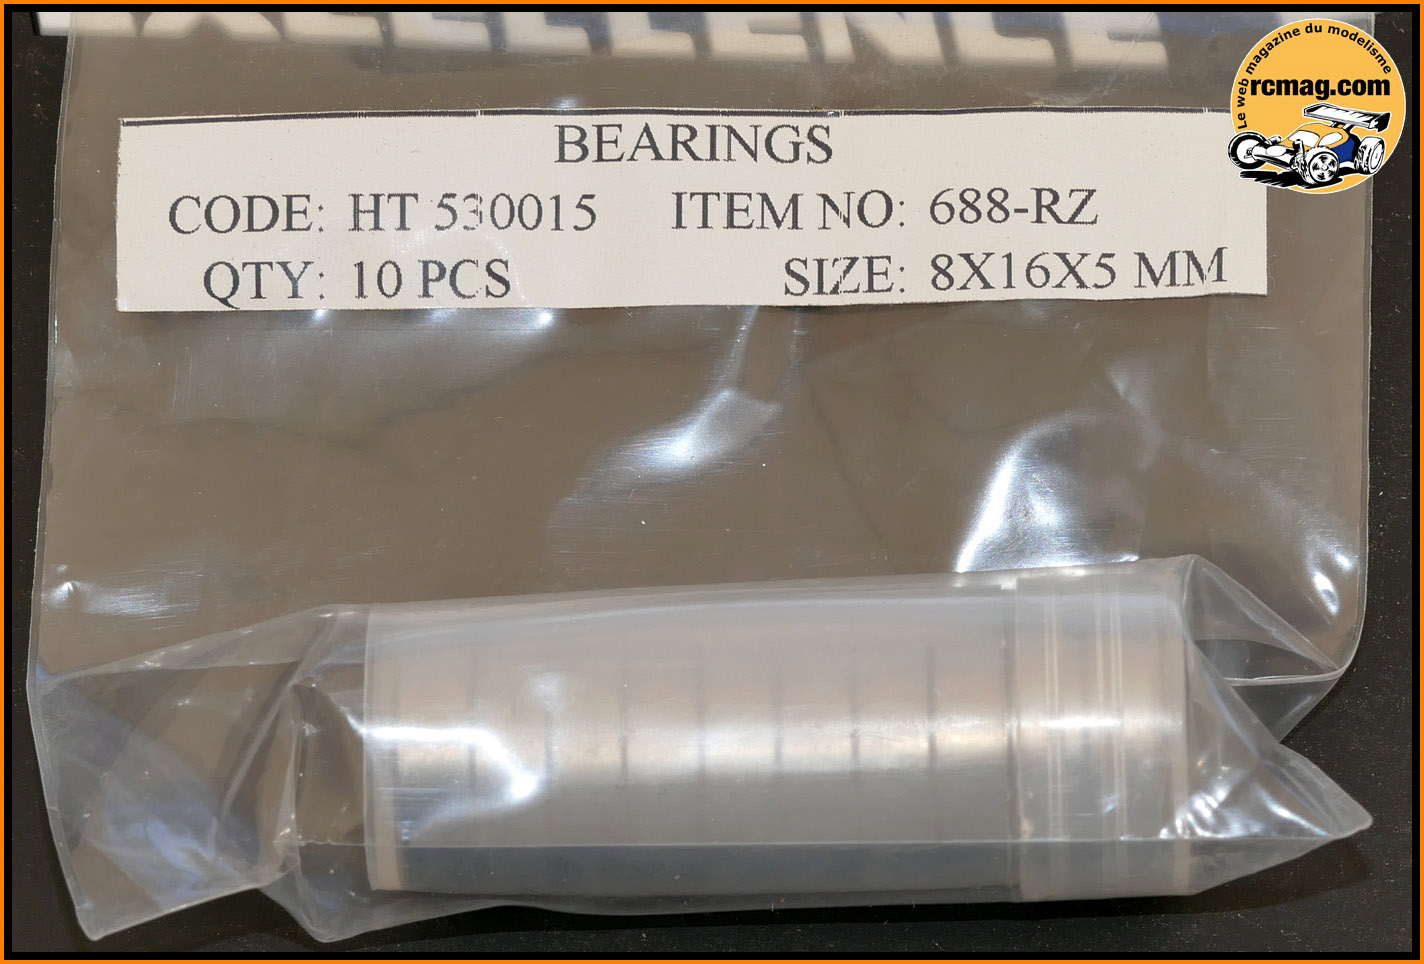 EXCELLENCE
Le web magazine du modelisme
rcmag.com
BEARINGS
CODE: HT 530015 ITEM NO: 688-RZ
QTY: 10 PCS SIZE: 8X16X5 MM